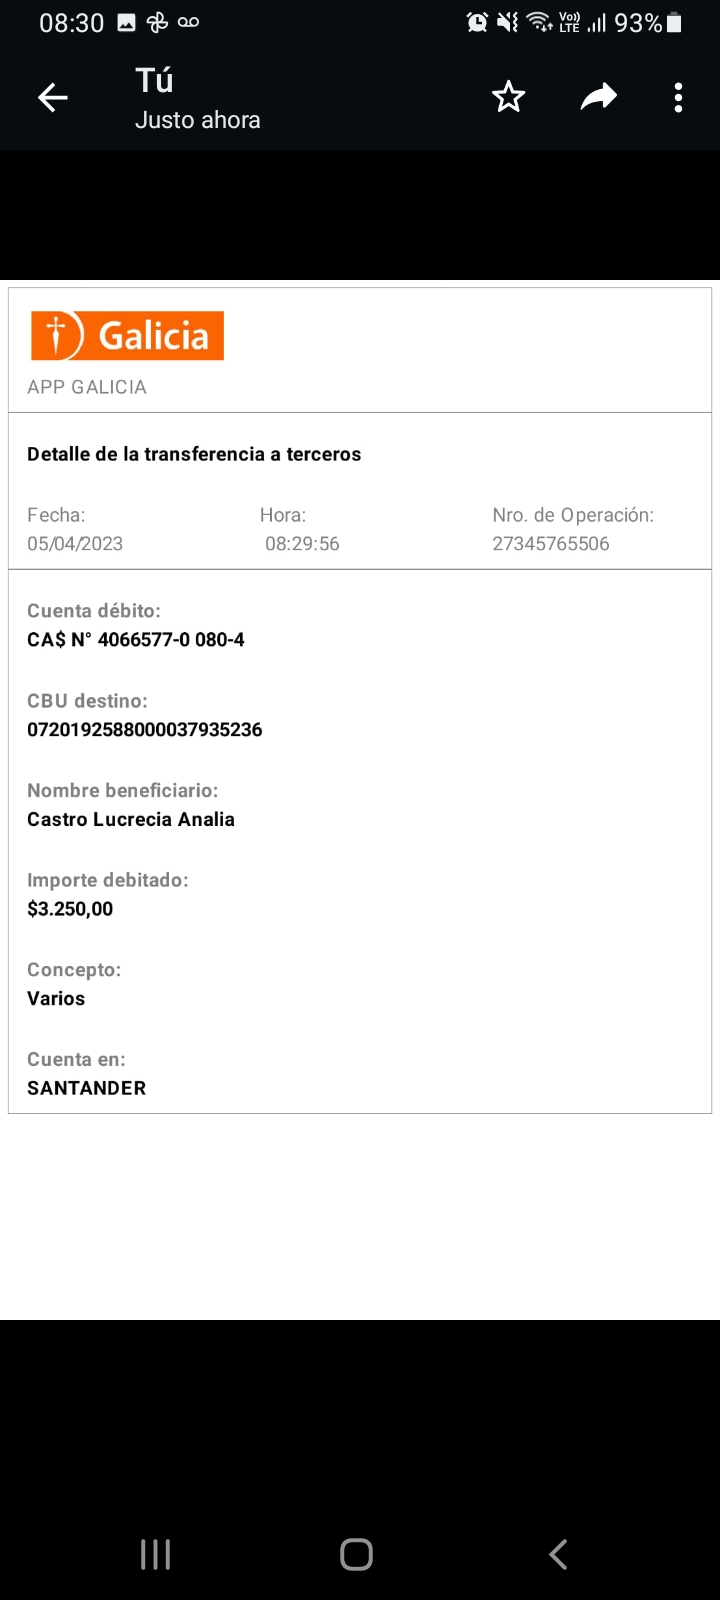 08:30 Vo)) LTE 93%
Tú
Justo ahora
Galicia
APP GALICIA
Detalle de la transferencia a terceros
Fecha: Hora: Nro. de Operación:
05/04/2023 08:29:56 27345765506
Cuenta débito:
CA$ N° 4066577-0 080-4
CBU destino:
0720192588000037935236
Nombre beneficiario:
Castro Lucrecia Analia
Importe debitado:
$3.250,00
Concepto:
Varios
Cuenta en:
SANTANDER